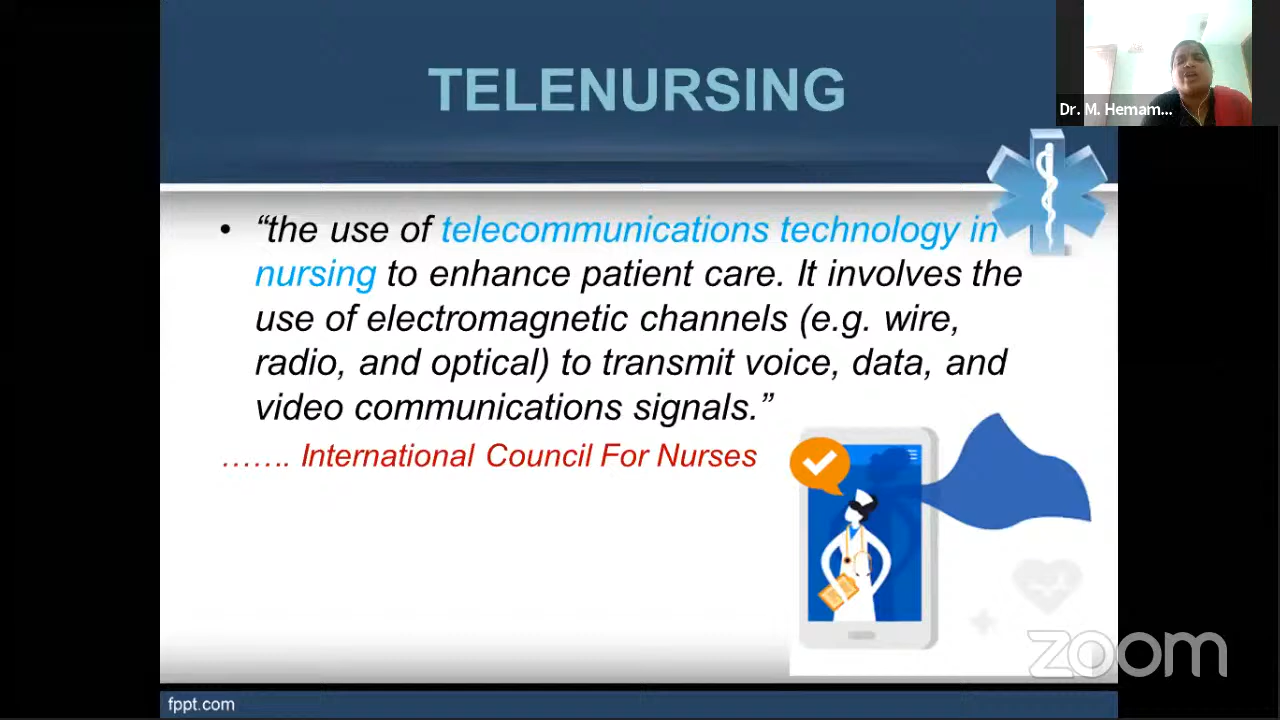 TELENURSING
Dr. M. Hemam...
• “the use of telecommunications technology in
nursing to enhance patient care. It involves the
use of electromagnetic channels (e.g. wire,
radio, and optical) to transmit voice, data, and
video communications signals.”
……. International Council For Nurses
zoom
fppt.com